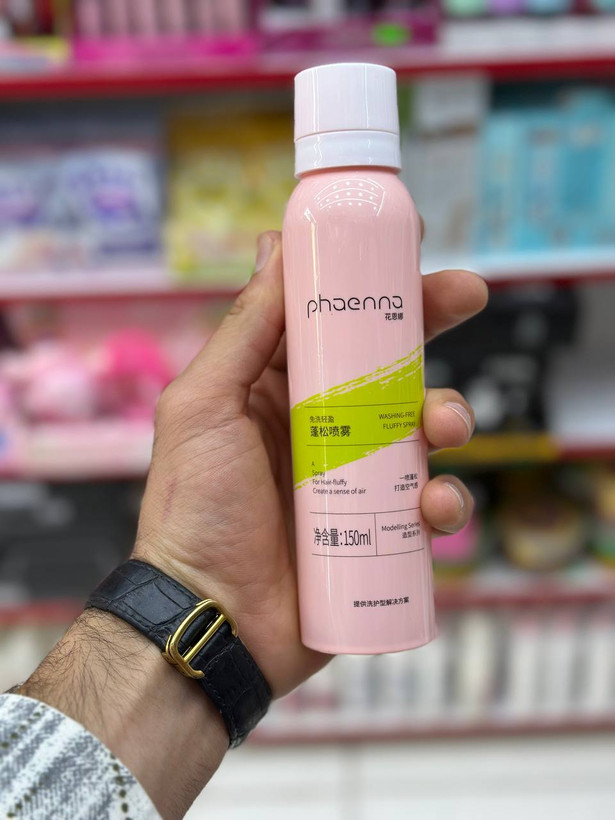 phaenna
花恩娜
免洗轻盈
蓬松喷雾
WASHING-FREE
FLUFFY SPRAY
A
Spray
For Hair-fluffy
Create a sense of air
一喷蓬松
打造空气感
净含量:150ml
Modelling Series
造型系列
提供洗护型解决方案